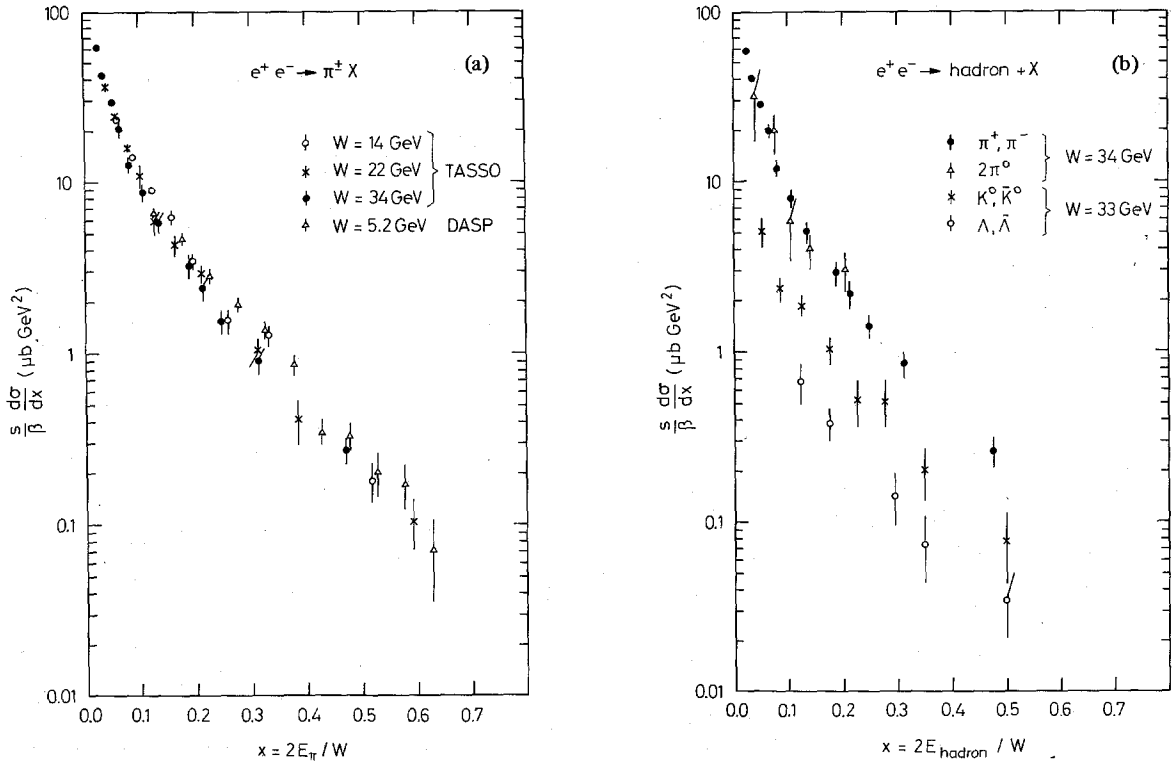 (a)
e⁺ e⁻ → π± X
W = 14 GeV
W = 22 GeV
W = 34 GeV
TASSO
W = 5.2 GeV DASP
100
10
1
0.1
0.01
s/β dσ/dx (μb GeV²)
0.0 0.1 0.2 0.3 0.4 0.5 0.6 0.7
x = 2E_π / W
(b)
e⁺ e⁻ → hadron + X
π⁺, π⁻
2π⁰
W = 34 GeV
K⁰, K̄⁰
Λ, Λ̄
W = 33 GeV
100
10
1
0.1
0.01
s/β dσ/dx (μb GeV²)
0.0 0.1 0.2 0.3 0.4 0.5 0.6 0.7
x = 2E_hadron / W